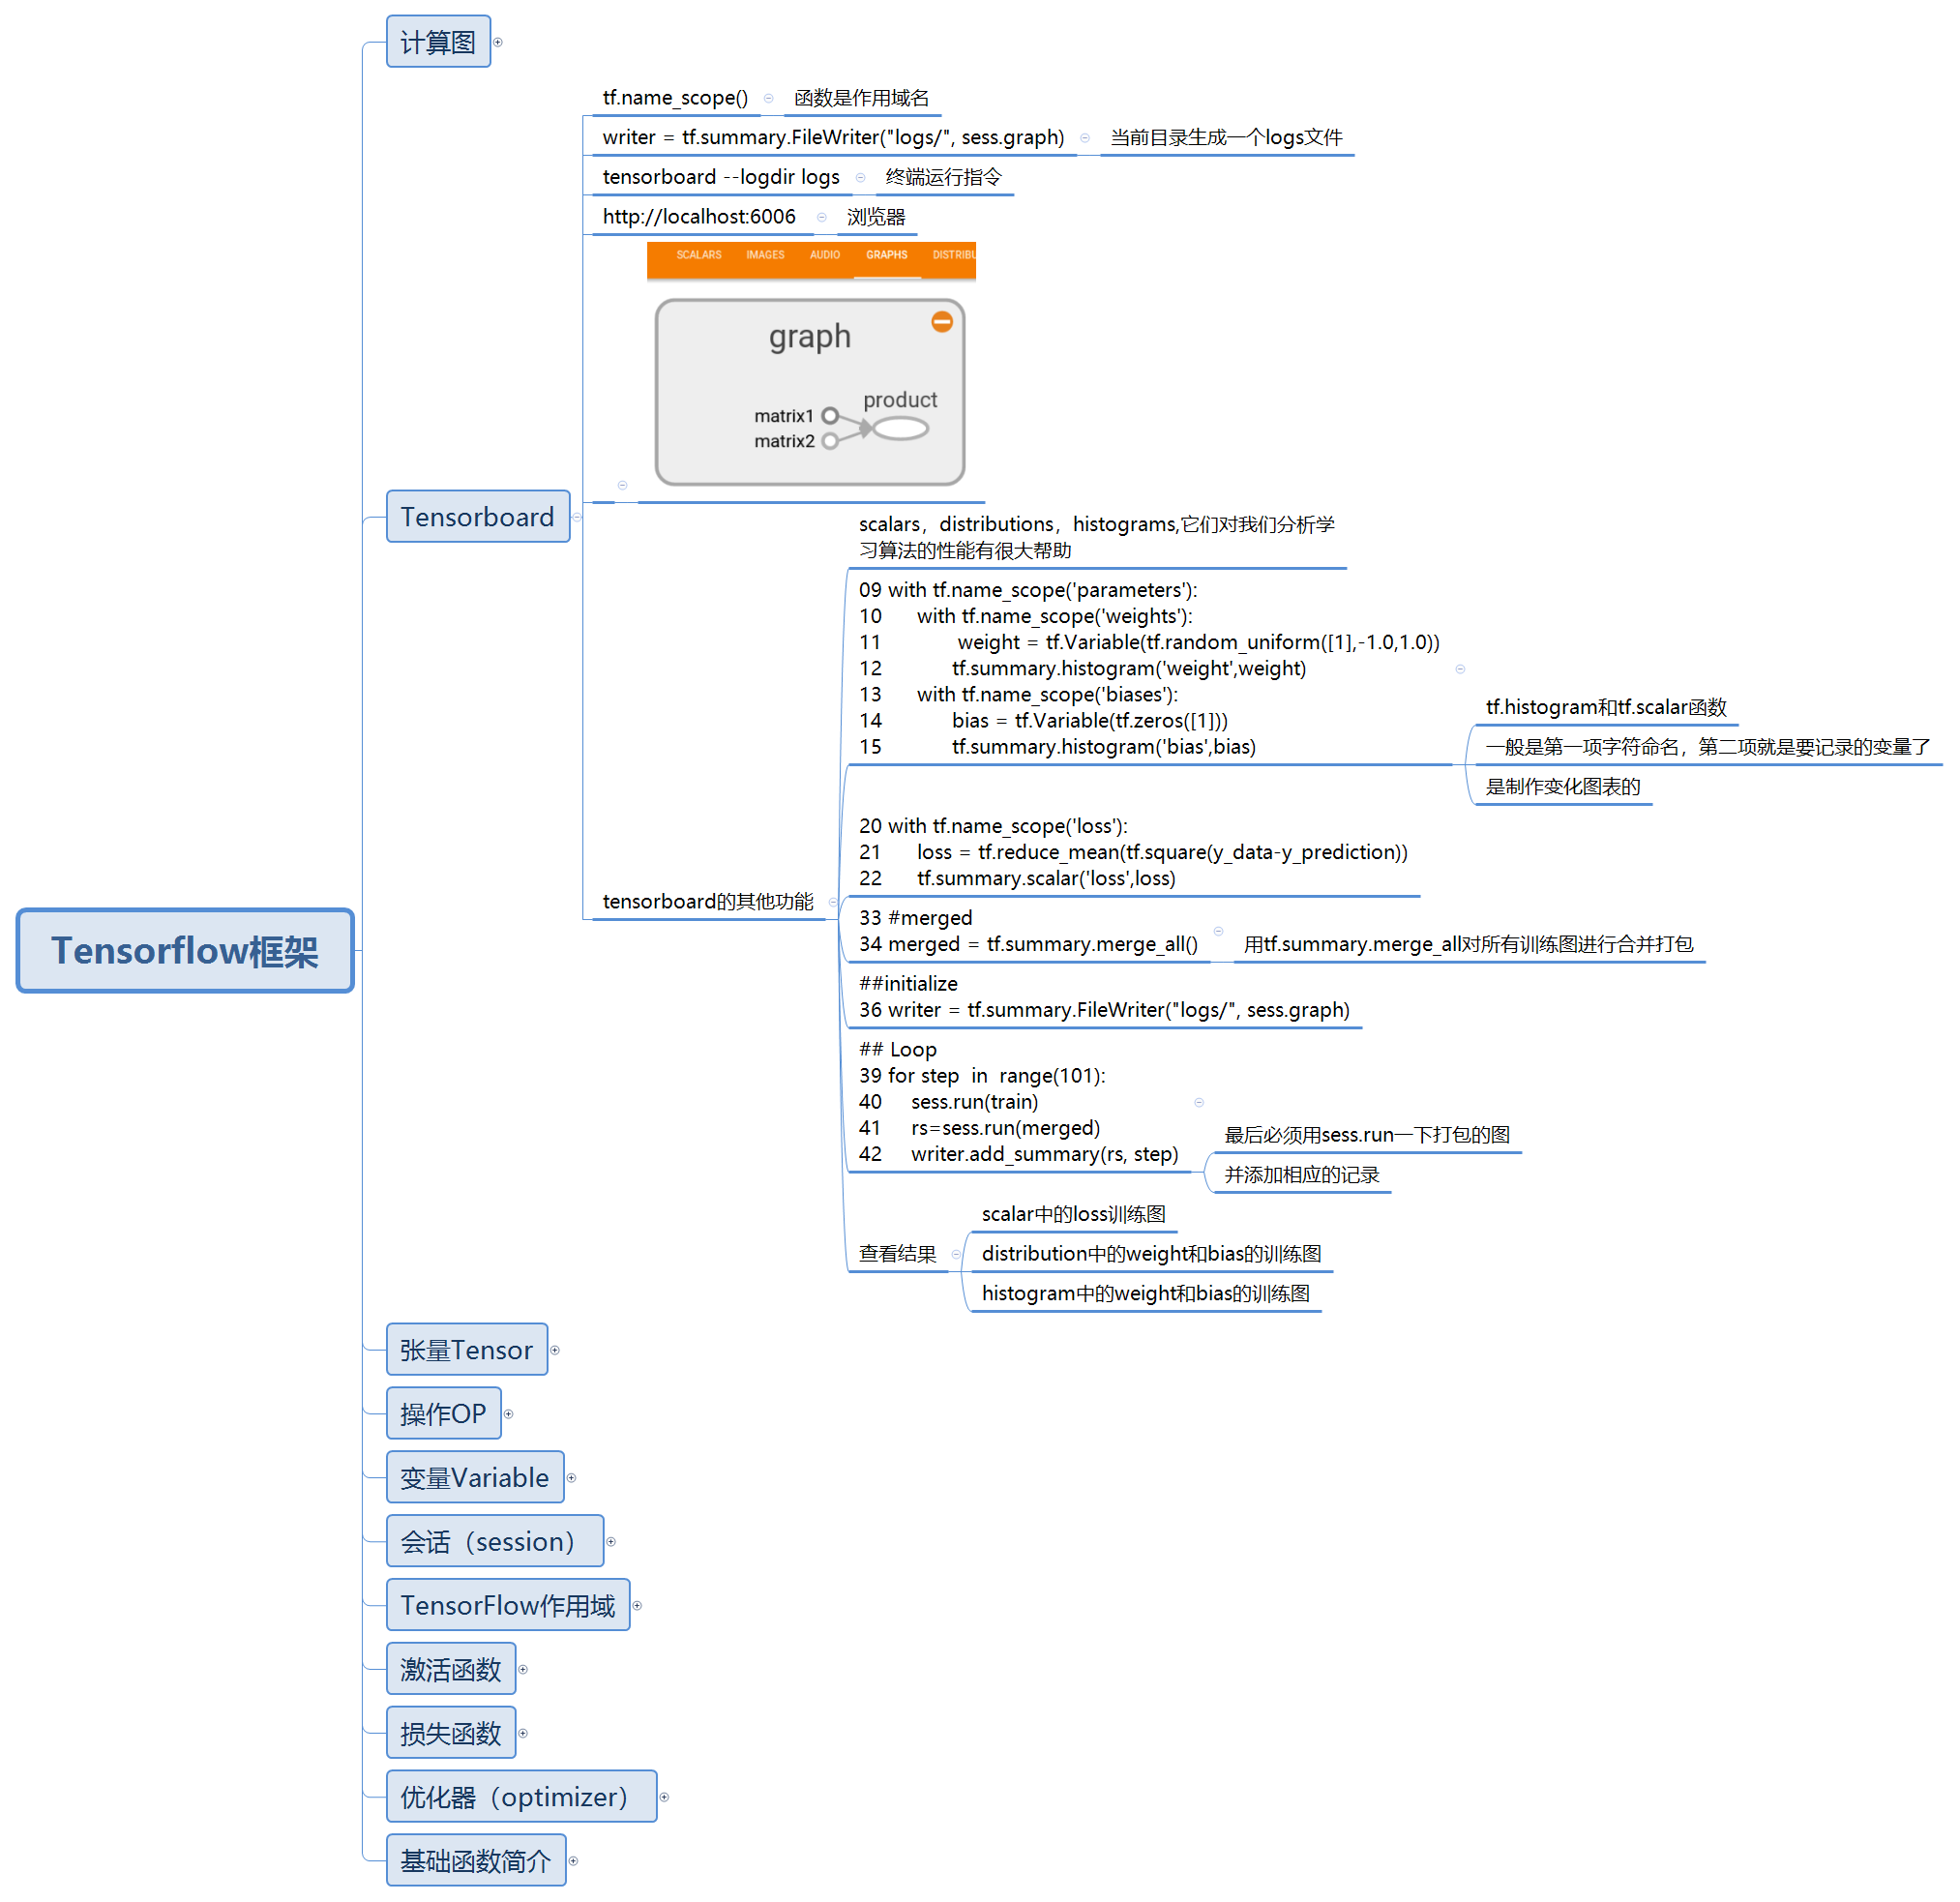 计算图
tf.name_scope()
函数是作用域名
writer = tf.summary.FileWriter("logs/", sess.graph)
当前目录生成一个logs文件
tensorboard --logdir logs
终端运行指令
http://localhost:6006
浏览器
SCALARS IMAGES AUDIO GRAPHS DISTRIBU
graph
product
matrix1
matrix2
Tensorboard
scalars，distributions，histograms,它们对我们分析学
习算法的性能有很大帮助
09 with tf.name_scope('parameters'):
10 with tf.name_scope('weights'):
11 weight = tf.Variable(tf.random_uniform([1],-1.0,1.0))
12 tf.summary.histogram('weight',weight)
13 with tf.name_scope('biases'):
14 bias = tf.Variable(tf.zeros([1]))
15 tf.summary.histogram('bias',bias)
tf.histogram和tf.scalar函数
一般是第一项字符命名，第二项就是要记录的变量了
是制作变化图表的
20 with tf.name_scope('loss'):
21 loss = tf.reduce_mean(tf.square(y_data-y_prediction))
22 tf.summary.scalar('loss',loss)
tensorboard的其他功能
33 #merged
34 merged = tf.summary.merge_all()
用tf.summary.merge_all对所有训练图进行合并打包
Tensorflow框架
##initialize
36 writer = tf.summary.FileWriter("logs/", sess.graph)
## Loop
39 for step in range(101):
40 sess.run(train)
41 rs=sess.run(merged)
42 writer.add_summary(rs, step)
最后必须用sess.run一下打包的图
并添加相应的记录
查看结果
scalar中的loss训练图
distribution中的weight和bias的训练图
histogram中的weight和bias的训练图
张量Tensor
操作OP
变量Variable
会话（session）
TensorFlow作用域
激活函数
损失函数
优化器（optimizer）
基础函数简介